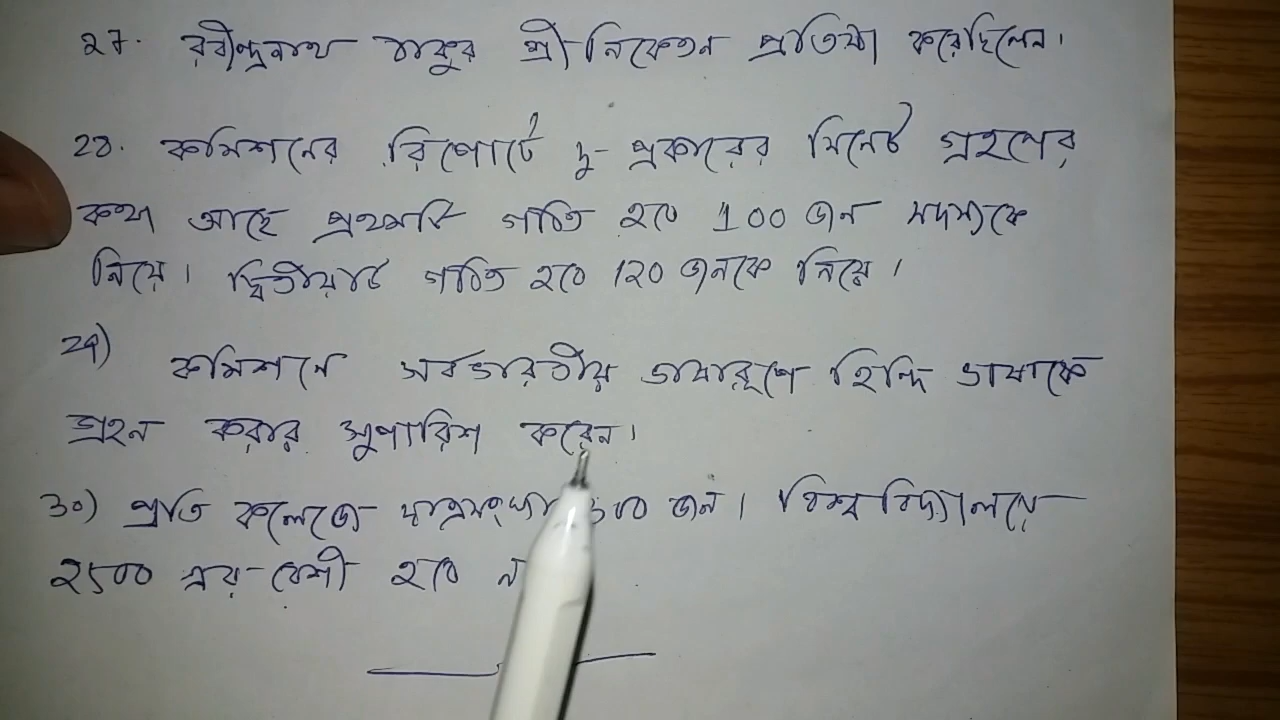 ২৭. রবীন্দ্রনাথ ঠাকুর শ্রীনিকেতন প্রতিষ্ঠা করেছিলেন।
২৪. কমিশনের রিপোর্টে দু-প্রকারের সিনেট গ্রহণের
কথা আছে প্রথমটি গঠিত হবে 100 জন সদস্যকে
নিয়ে। দ্বিতীয়টি গঠিত হবে ১২০ জনকে নিয়ে।
২৯) কমিশনে সর্বভারতীয় ভাষারূপে হিন্দি ভাষাকে
গ্রহন করার সুপারিশ করেন।
30) প্রতি কলেজে ছাত্রসংখ্যা জন। বিশ্ববিদ্যালয়ে
২৫০০ এর বেশী হবে